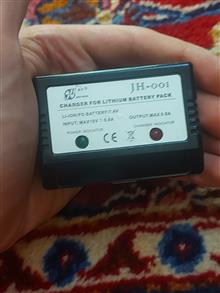 JH-001
CHARGER FOR LITHIUM BATTERY PACK
LI-ION/PO BATTERY:7.4V
INPUT: MAX15V OUTPUT:MAX 0.8A
POWER INDICATOR CHARGER INDICATOR
CE